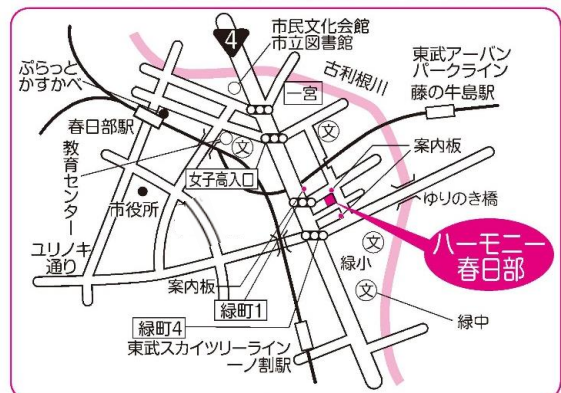 4
市民文化会館
市立図書館
ぷらっと
かすかべ
一宮
古利根川
東武アーバン
パークライン
藤の牛島駅
春日部駅
文
文
案内板
教育センター
女子高入口
市役所
ゆりのき橋
ハーモニー
春日部
ユリノキ
通り
文
緑小
案内板
緑町1
文
緑中
緑町4
東武スカイツリーライン
一ノ割駅